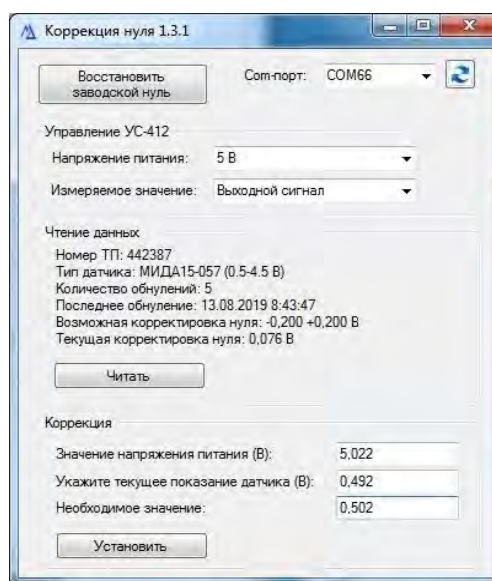 Коррекция нуля 1.3.1
Восстановить
заводской нуль
Com-порт: COM66
Управление УС-412
Напряжение питания: 5 В
Измеряемое значение: Выходной сигнал
Чтение данных
Номер ТП: 442387
Тип датчика: МИДА15-057 (0.5-4.5 В)
Количество обнулений: 5
Последнее обнуление: 13.08.2019 8:43:47
Возможная корректировка нуля: -0,200 +0,200 В
Текущая корректировка нуля: 0,076 В
Читать
Коррекция
Значение напряжения питания (В): 5,022
Укажите текущее показание датчика (В): 0,492
Необходимое значение: 0,502
Установить